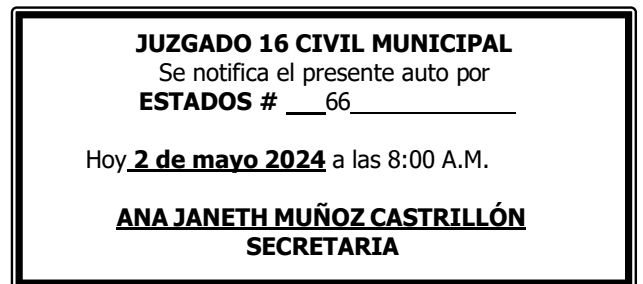 JUZGADO 16 CIVIL MUNICIPAL
Se notifica el presente auto por
ESTADOS # ___66______________
Hoy 2 de mayo 2024 a las 8:00 A.M.
ANA JANETH MUÑOZ CASTRILLÓN
SECRETARIA